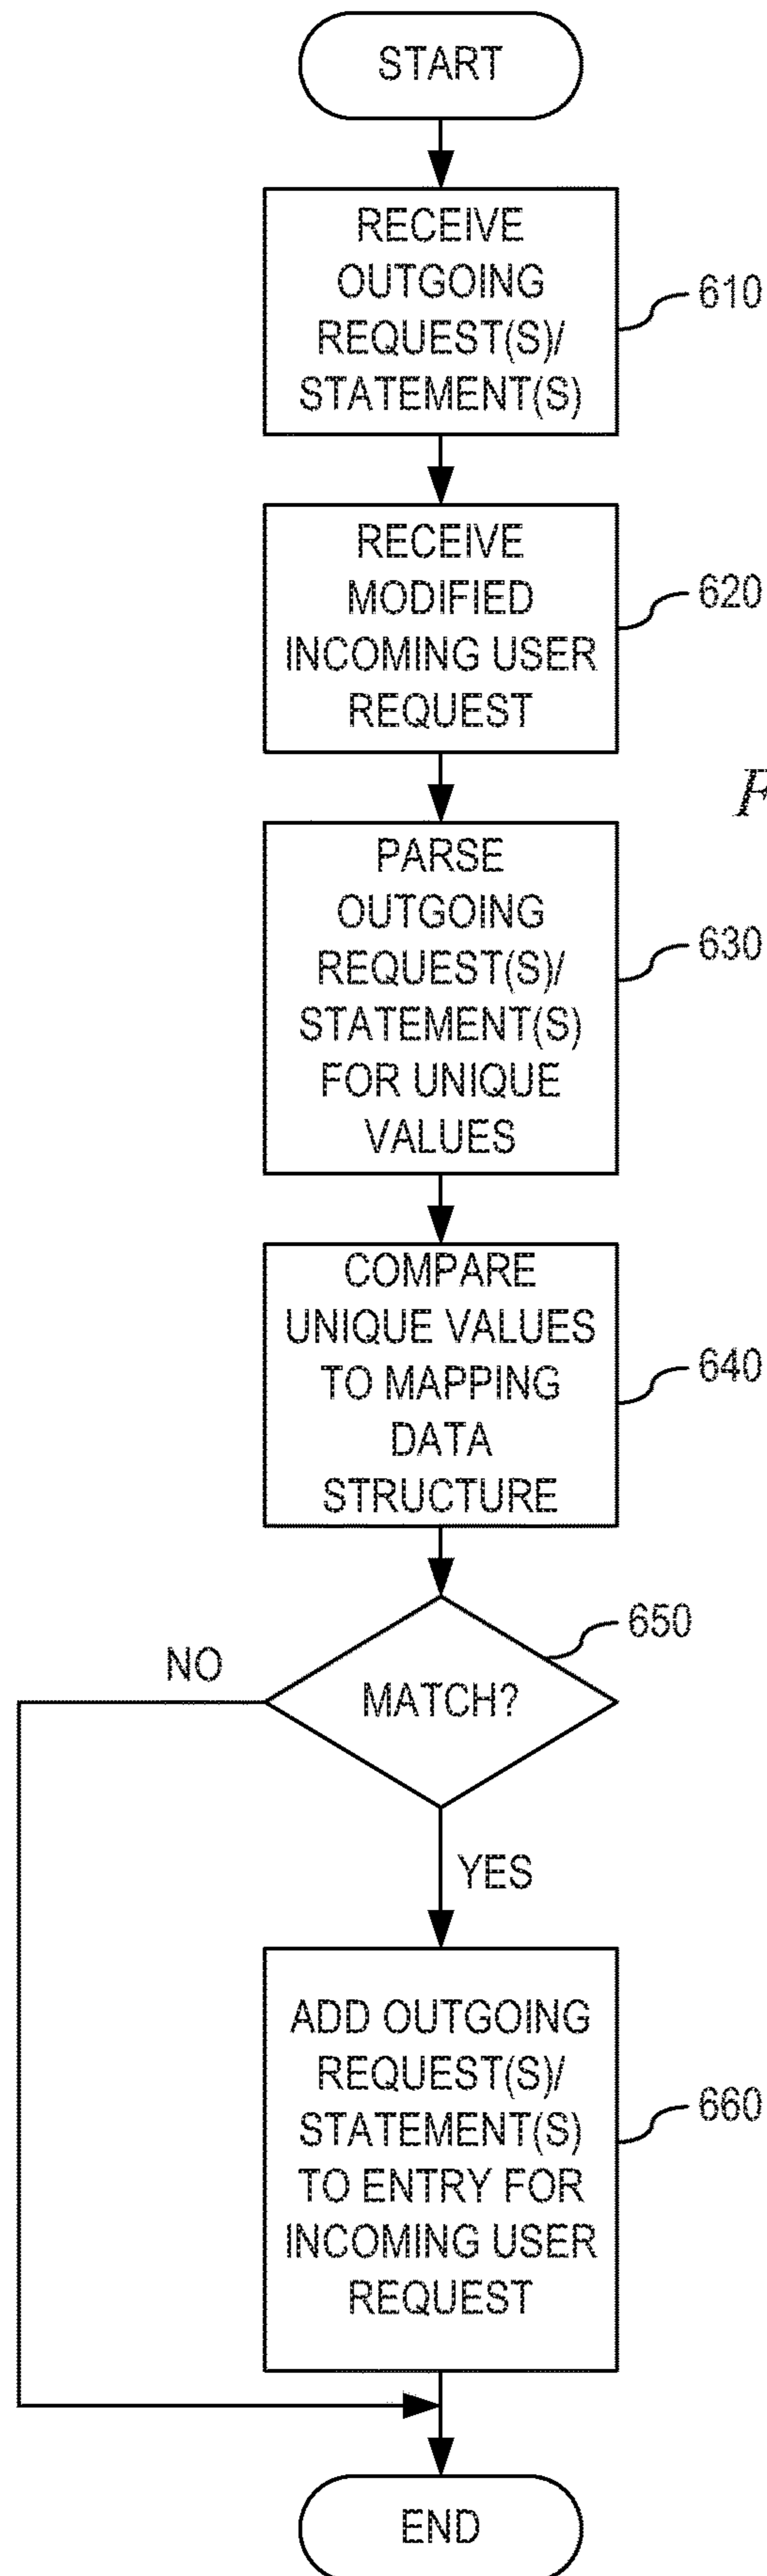 START
RECEIVE
OUTGOING
REQUEST(S)/
STATEMENT(S)
610
RECEIVE
MODIFIED
INCOMING USER
REQUEST
620
PARSE
OUTGOING
REQUEST(S)/
STATEMENT(S)
FOR UNIQUE
VALUES
630
COMPARE
UNIQUE VALUES
TO MAPPING
DATA
STRUCTURE
640
MATCH?
650
NO
YES
ADD OUTGOING
REQUEST(S)/
STATEMENT(S)
TO ENTRY FOR
INCOMING USER
REQUEST
660
END